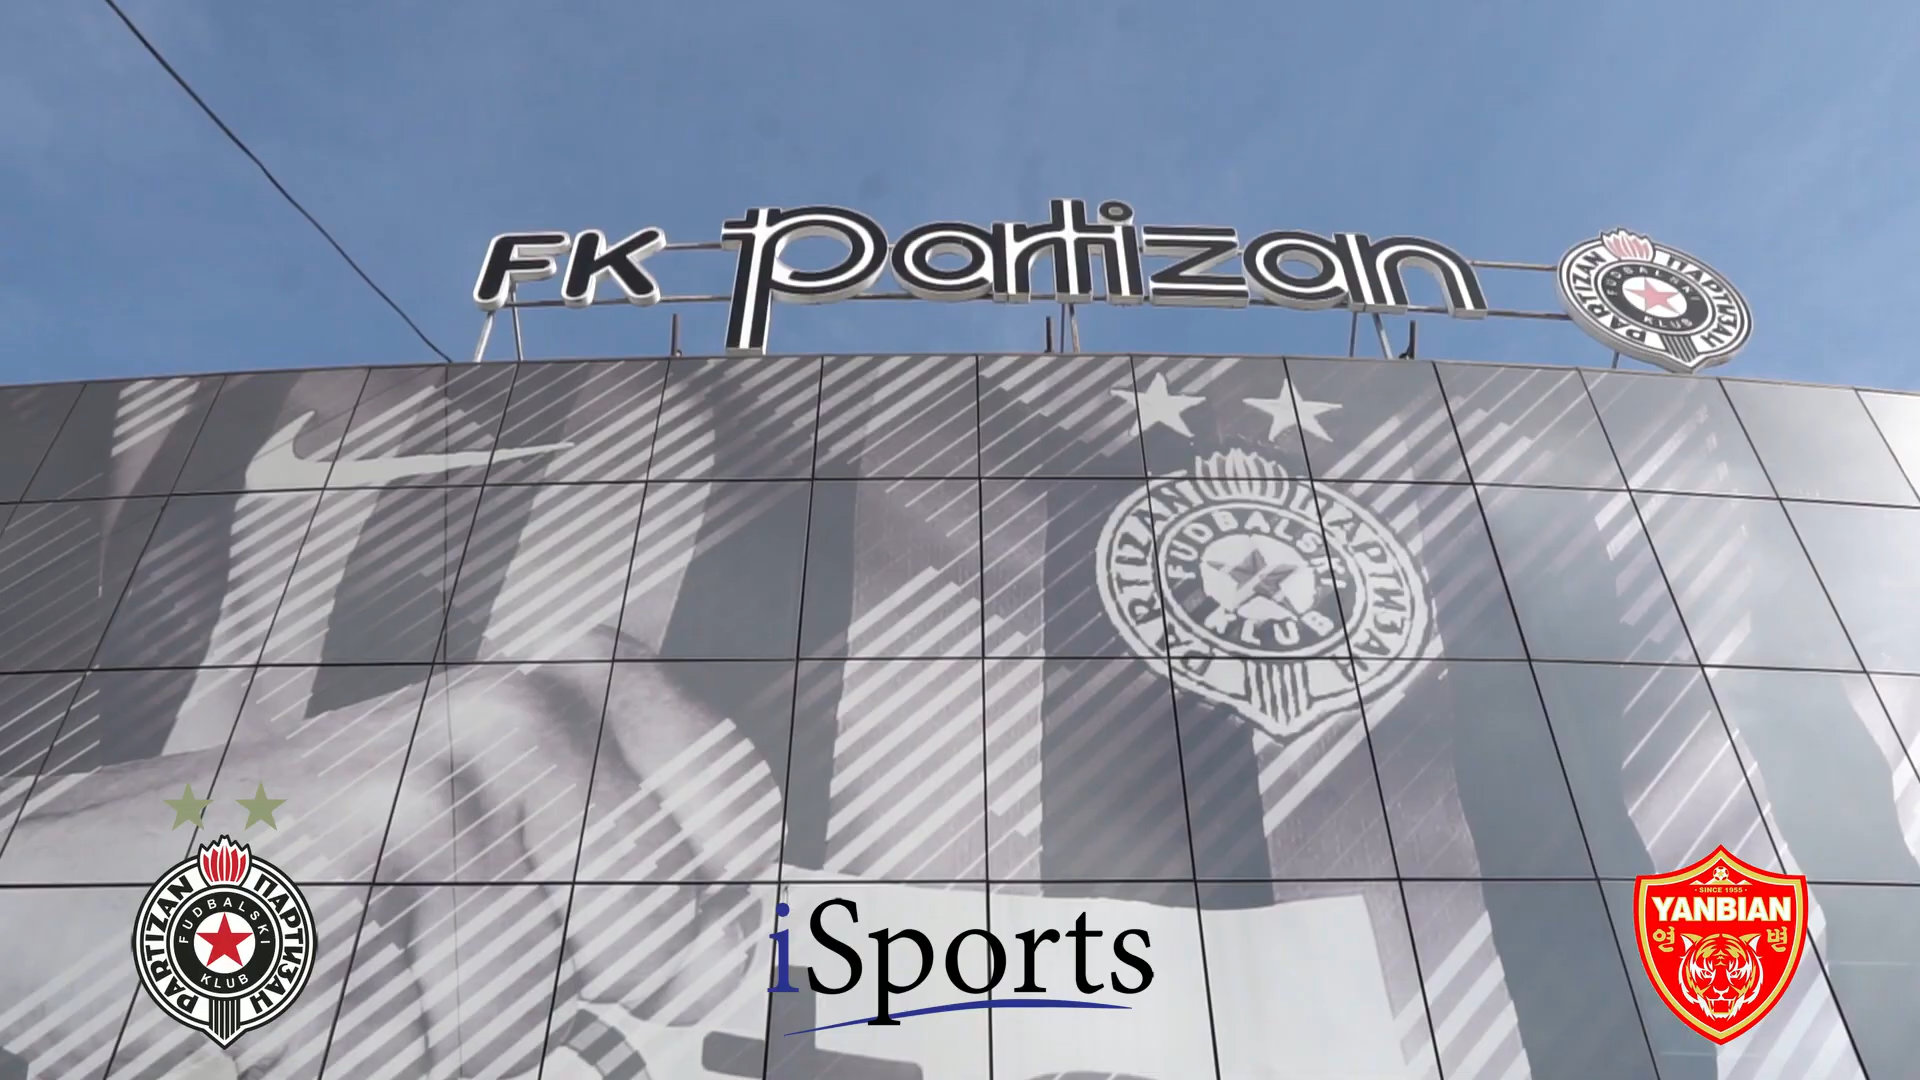 FK partizan
PARTIZAN ПАРТИЗАН
FUDBALSKI
KLUB
PARTIZAN ПАРТИЗАН
FUDBALSKI
KLUB
PARTIZAN ПАРТИЗАН
FUDBALSKI
KLUB
iSports
· SINCE 1955 ·
YANBIAN
연 변